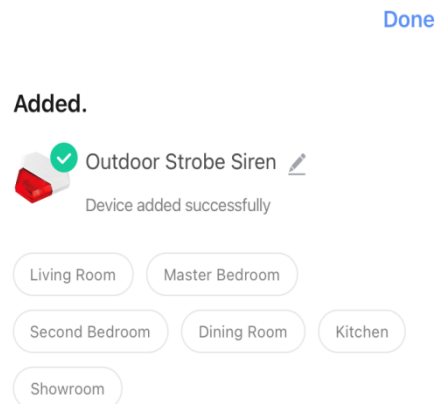 Done
Added.
Outdoor Strobe Siren
Device added successfully
Living Room
Master Bedroom
Second Bedroom
Dining Room
Kitchen
Showroom